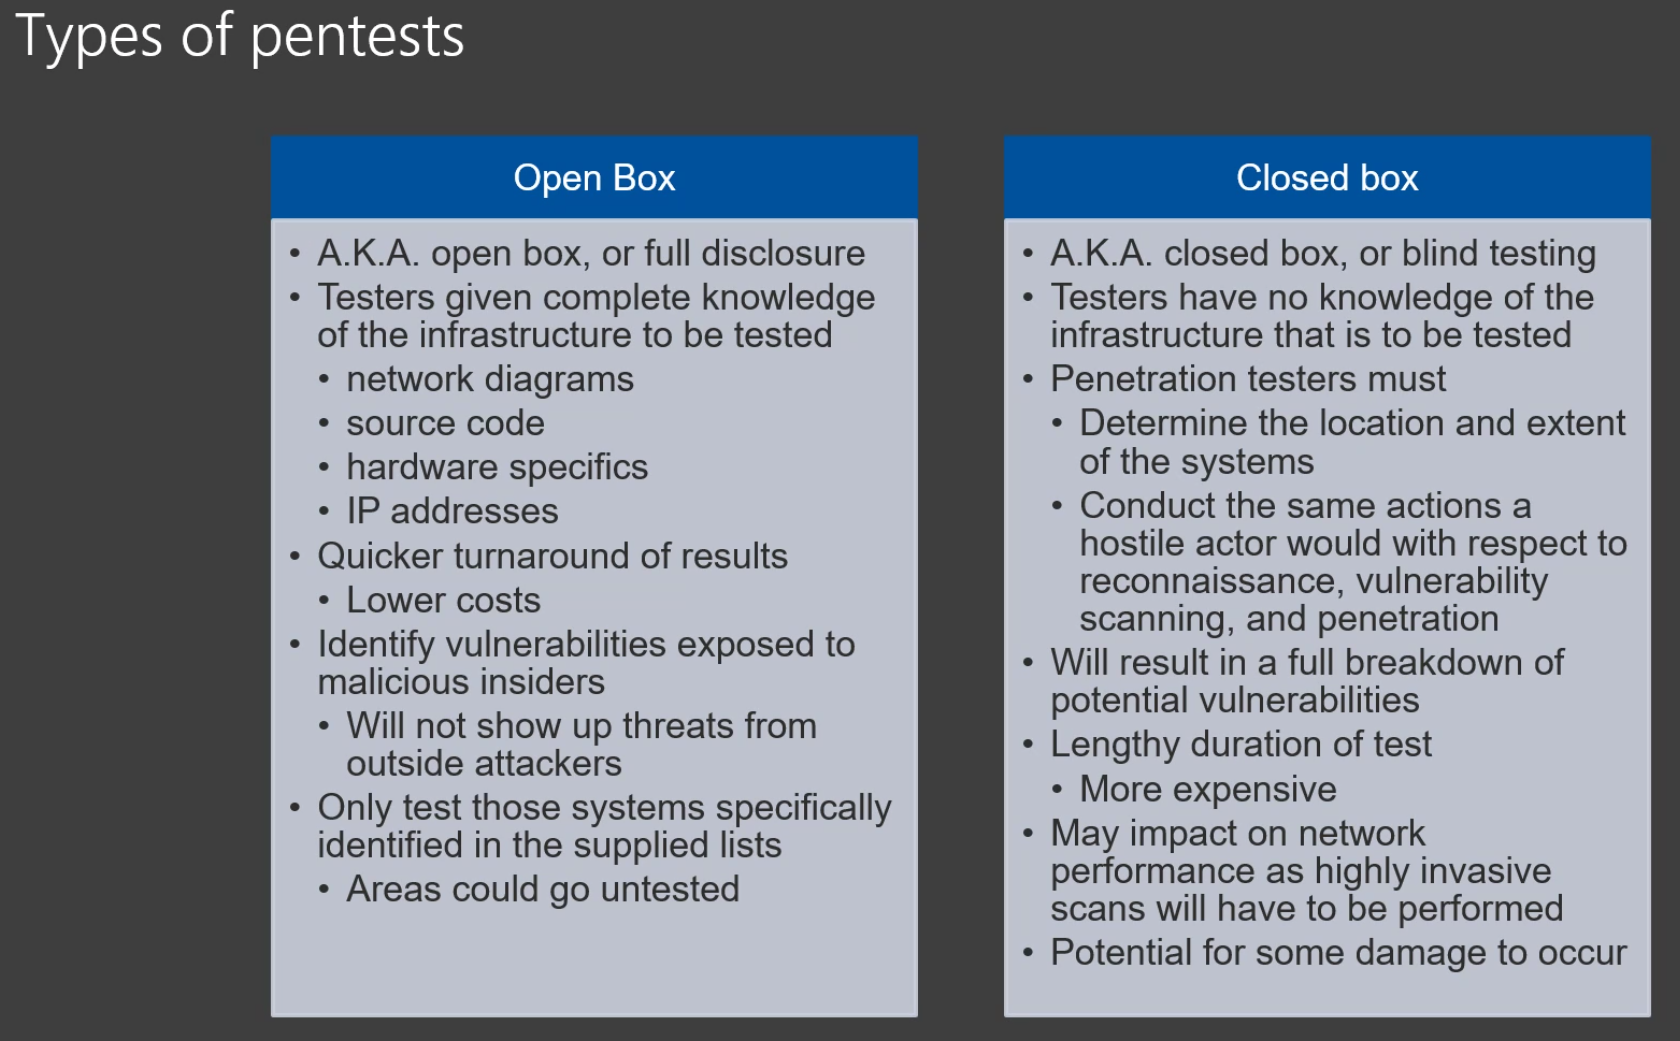 Types of pentests
Open Box
• A.K.A. open box, or full disclosure
• Testers given complete knowledge
of the infrastructure to be tested
• network diagrams
• source code
• hardware specifics
• IP addresses
• Quicker turnaround of results
• Lower costs
• Identify vulnerabilities exposed to
malicious insiders
• Will not show up threats from
outside attackers
• Only test those systems specifically
identified in the supplied lists
• Areas could go untested
Closed box
• A.K.A. closed box, or blind testing
• Testers have no knowledge of the
infrastructure that is to be tested
• Penetration testers must
• Determine the location and extent
of the systems
• Conduct the same actions a
hostile actor would with respect to
reconnaissance, vulnerability
scanning, and penetration
• Will result in a full breakdown of
potential vulnerabilities
• Lengthy duration of test
• More expensive
• May impact on network
performance as highly invasive
scans will have to be performed
• Potential for some damage to occur